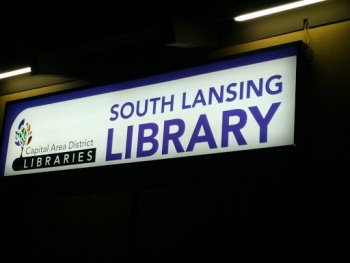 SOUTH LANSING
LIBRARY
Capital Area District
LIBRARIES